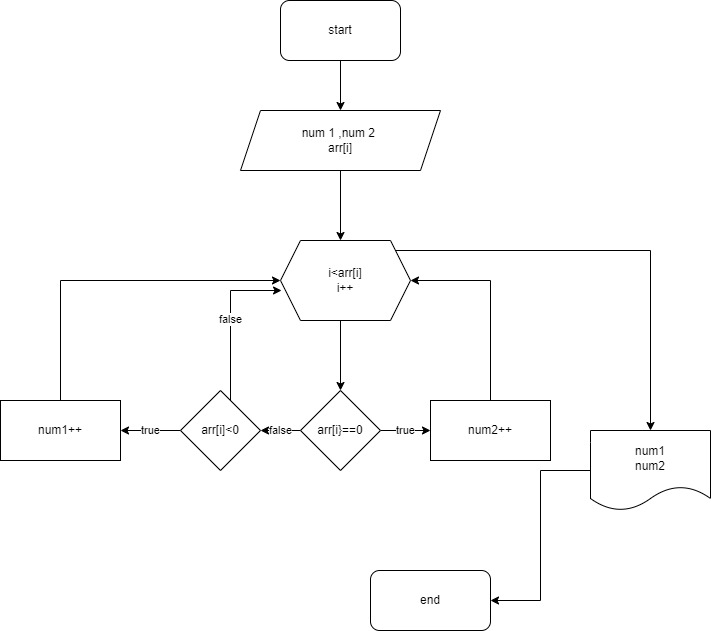 start
num 1 ,num 2
arr[i]
i<arr[i]
i++
false
num1++
true
arr[i]<0
false
arr[i}==0
true
num2++
num1
num2
end